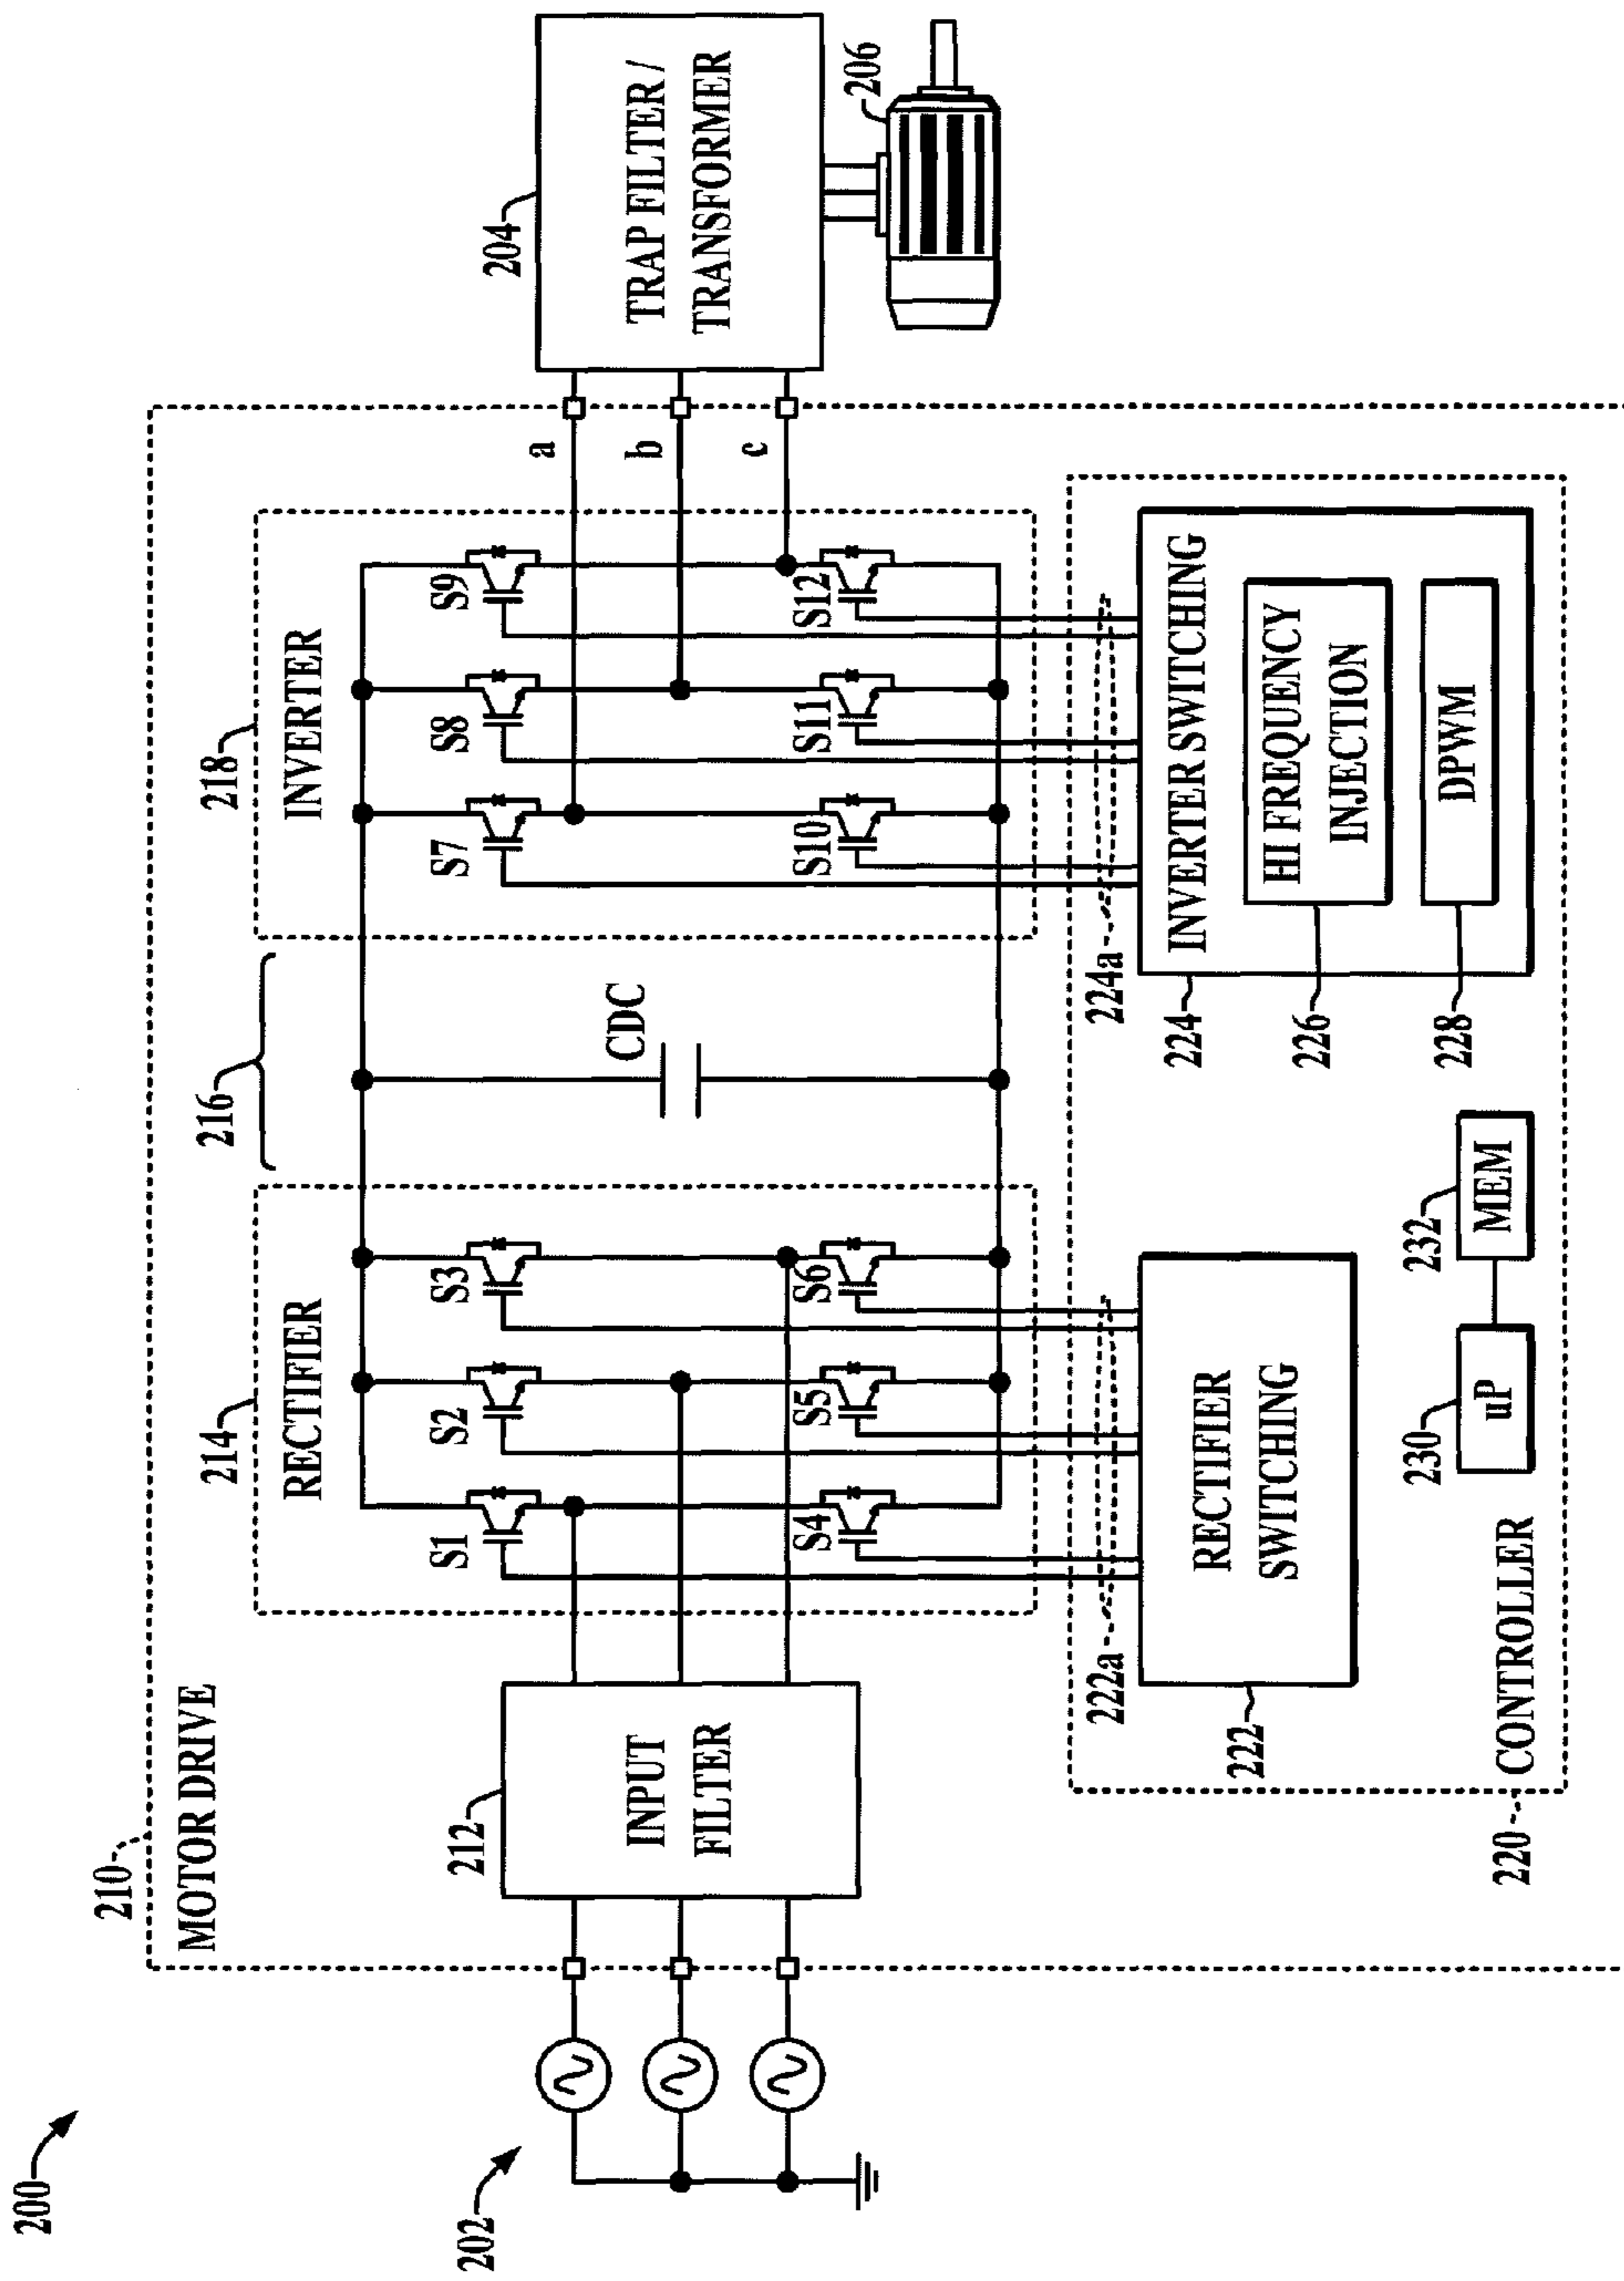 200
210
MOTOR DRIVE
202
212
INPUT
FILTER
214
RECTIFIER
S1
S2
S3
S4
S5
S6
216
CDC
218
INVERTER
S7
S8
S9
S10
S11
S12
a
b
c
204
TRAP FILTER /
TRANSFORMER
206
222a
222
RECTIFIER
SWITCHING
224a
224
INVERTER SWITCHING
226
HI FREQUENCY
INJECTION
228
DPWM
230
uP
232
MEM
220
CONTROLLER